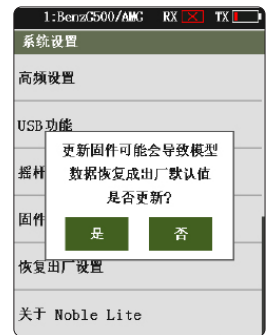 1:BenzG500/AMG RX TX
系统设置
高频设置
USB功能
更新固件可能会导致模型
数据恢复成出厂默认值
是否更新?
摇杆
固件
是 否
恢复出厂设置
关于 Noble Lite